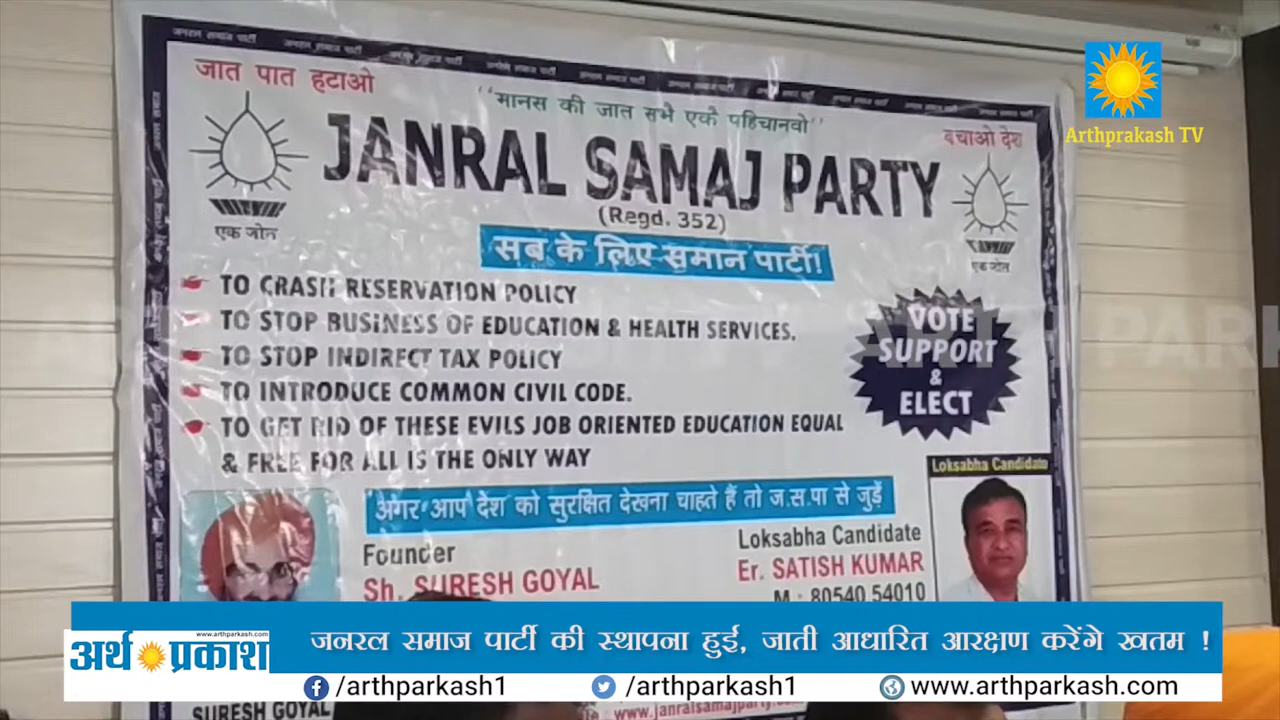 जात पात हटाओ
"मानस की जात सभै एके पहिचानवो"
बचाओ देश
Arthprakash TV
JANRAL SAMAJ PARTY
(Regd. 352)
एक जोत
एक जोत
सब के लिए समान पार्टी!
TO CRASH RESERVATION POLICY
TO STOP BUSINESS OF EDUCATION & HEALTH SERVICES.
TO STOP INDIRECT TAX POLICY
TO INTRODUCE COMMON CIVIL CODE.
TO GET RID OF THESE EVILS JOB ORIENTED EDUCATION EQUAL
& FREE FOR ALL IS THE ONLY WAY
VOTE
SUPPORT
&
ELECT
Loksabha Candidate
अगर आप देश को सुरक्षित देखना चाहते हैं तो ज.स.पा से जुड़ें
Founder
Sh. SURESH GOYAL
Loksabha Candidate
Er. SATISH KUMAR
M : 80540 54010
www.arthparkash.com
अर्थ प्रकाश
जनरल समाज पार्टी की स्थापना हुई, जाती आधारित आरक्षण करेंगे खतम !
/arthparkash1
/arthparkash1
www.arthparkash.com
SURESH GOYAL
www.janralsamajparty.com